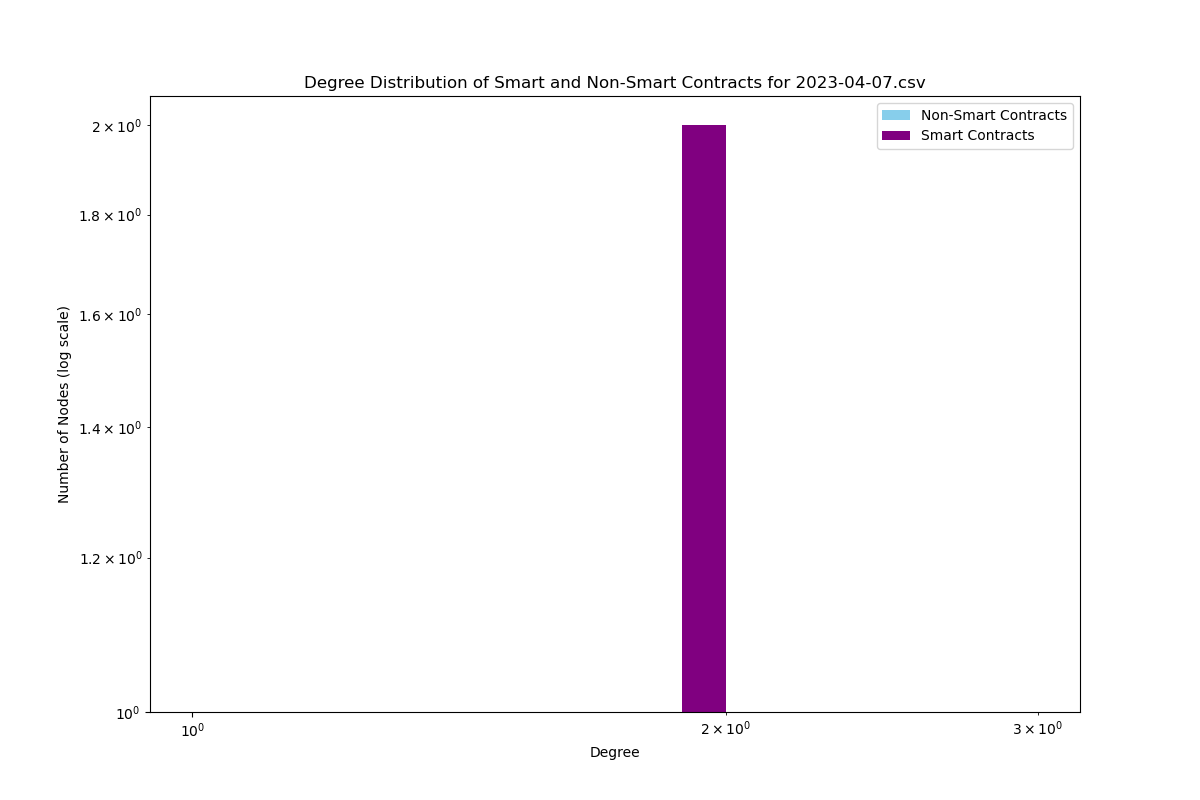 Degree Distribution of Smart and Non-Smart Contracts for 2023-04-07.csv
Non-Smart Contracts
Smart Contracts
Number of Nodes (log scale)
2 × 10⁰
1.8 × 10⁰
1.6 × 10⁰
1.4 × 10⁰
1.2 × 10⁰
10⁰
10⁰ 2 × 10⁰ 3 × 10⁰
Degree